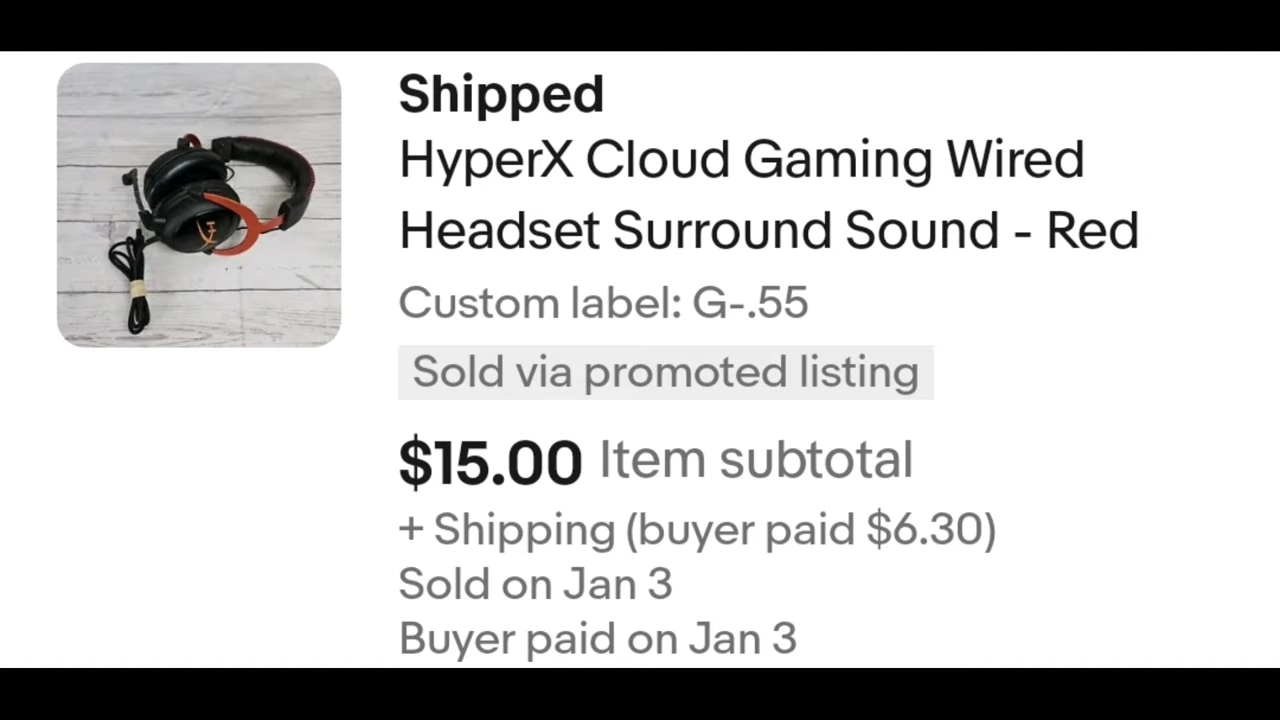 Shipped
HyperX Cloud Gaming Wired
Headset Surround Sound - Red
Custom label: G-.55
Sold via promoted listing
$15.00 Item subtotal
+ Shipping (buyer paid $6.30)
Sold on Jan 3
Buyer paid on Jan 3